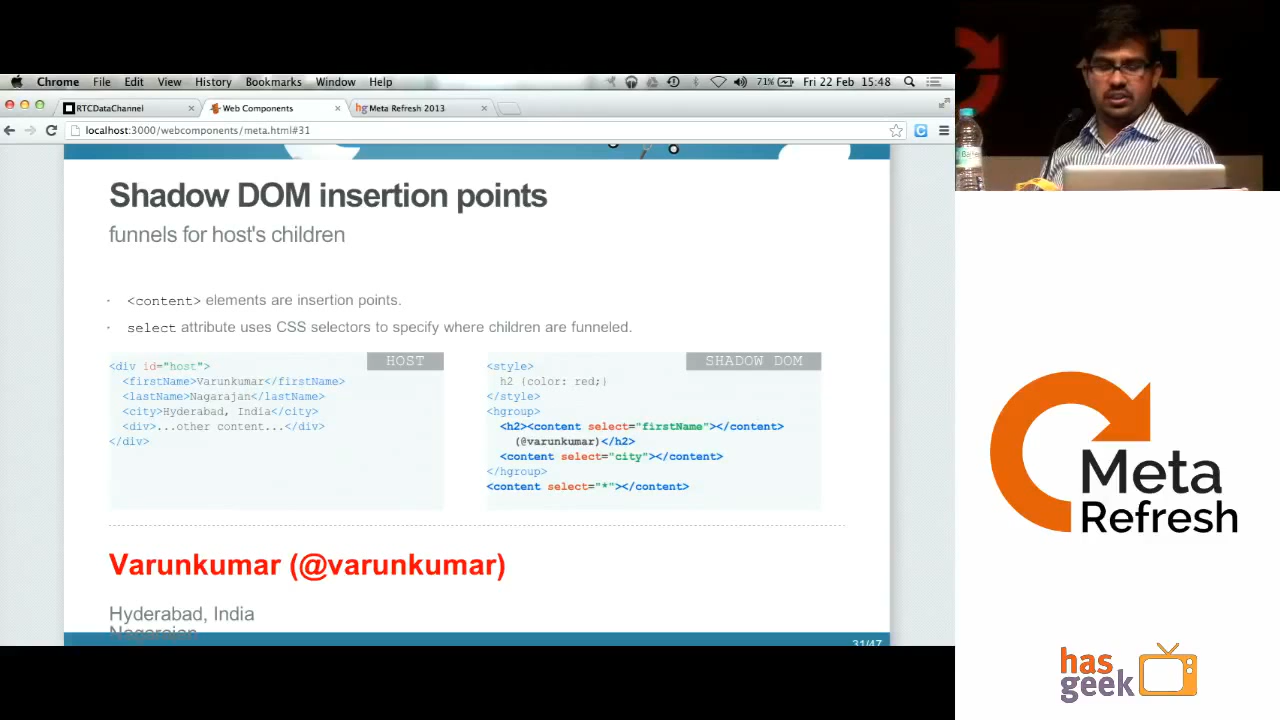 Chrome File Edit View History Bookmarks Window Help 71% Fri 22 Feb 15:48
RTCDataChannel Web Components hg Meta Refresh 2013
localhost:3000/webcomponents/meta.html#31
Shadow DOM insertion points
funnels for host's children
· <content> elements are insertion points.
· select attribute uses CSS selectors to specify where children are funneled.
HOST
<div id="host">
<firstName>Varunkumar</firstName>
<lastName>Nagarajan</lastName>
<city>Hyderabad, India</city>
<div>...other content...</div>
</div>
SHADOW DOM
<style>
h2 {color: red;}
</style>
<hgroup>
<h2><content select="firstName"></content>
(@varunkumar)</h2>
<content select="city"></content>
</hgroup>
<content select="*"></content>
Varunkumar (@varunkumar)
Hyderabad, India
Nagarajan
31/47
Meta
Refresh
has
geek